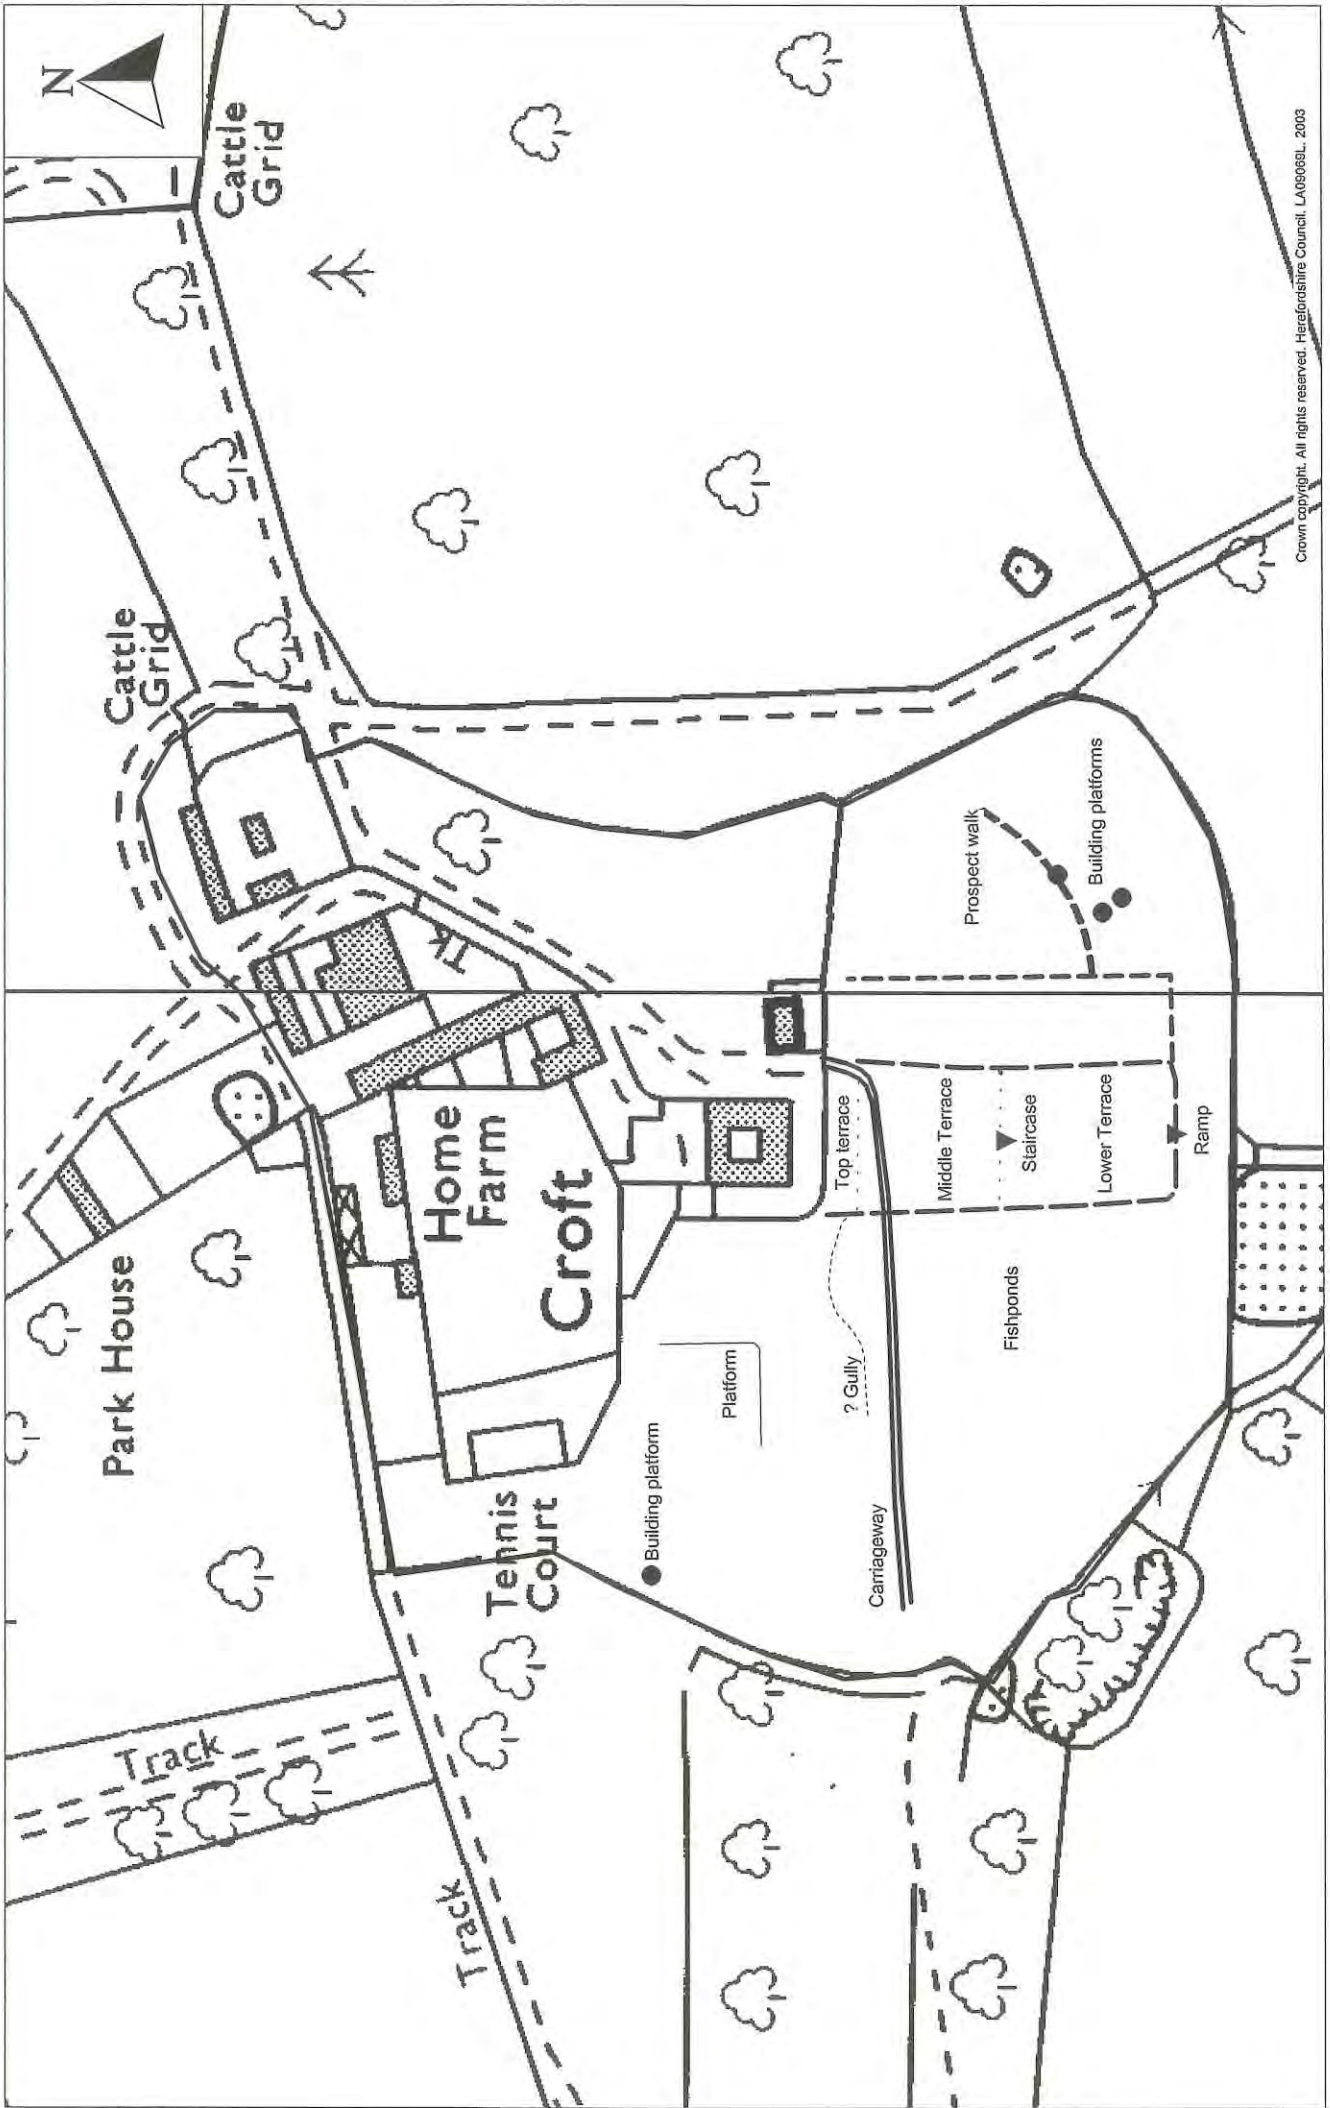 N
Cattle
Grid
Cattle
Grid
Park House
Track
Track
Tk
Home
Farm
Croft
Tennis
Court
Building platform
Platform
? Gully
Carriageway
Top terrace
Middle Terrace
Staircase
Lower Terrace
Ramp
Fishponds
Prospect walk
Building platforms
Crown copyright. All rights reserved. Herefordshire Council. LA09069L. 2003